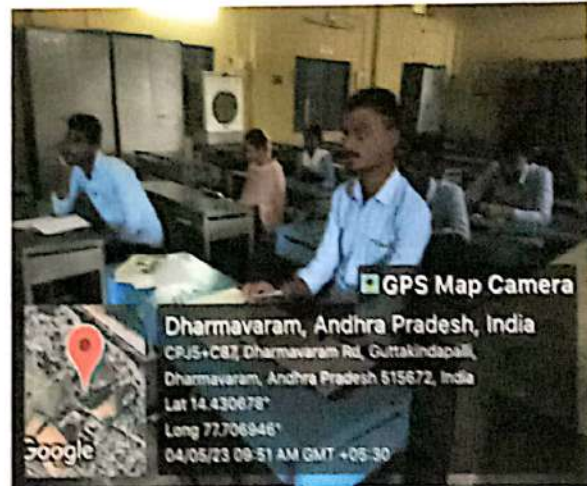 GPS Map Camera
Dharmavaram, Andhra Pradesh, India
CPJ5+C87, Dharmavaram Rd, Guttakindapalli,
Dharmavaram, Andhra Pradesh 515672, India
Lat 14.430678°
Long 77.706946°
04/05/23 09:51 AM GMT +05:30
Google